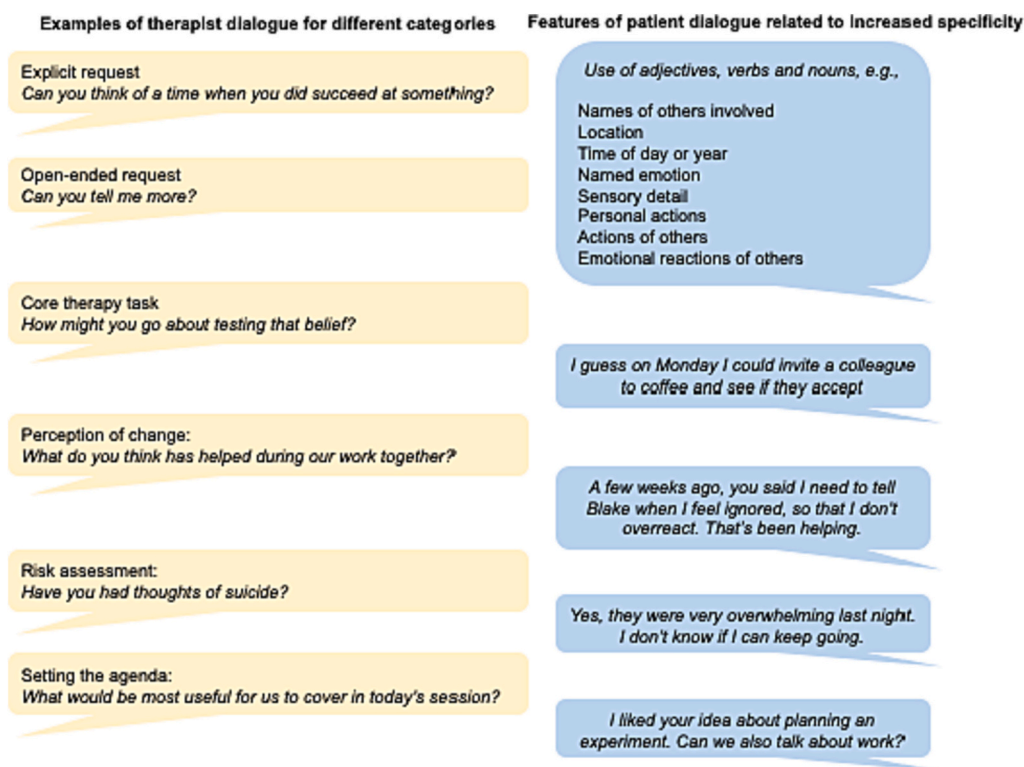 Examples of therapist dialogue for different categories
Features of patient dialogue related to increased specificity
Explicit request
Can you think of a time when you did succeed at something?
Open-ended request
Can you tell me more?
Core therapy task
How might you go about testing that belief?
Perception of change:
What do you think has helped during our work together?
Risk assessment:
Have you had thoughts of suicide?
Setting the agenda:
What would be most useful for us to cover in today's session?
Use of adjectives, verbs and nouns, e.g.,
Names of others involved
Location
Time of day or year
Named emotion
Sensory detail
Personal actions
Actions of others
Emotional reactions of others
I guess on Monday I could invite a colleague
to coffee and see if they accept
A few weeks ago, you said I need to tell
Blake when I feel ignored, so that I don't
overreact. That's been helping.
Yes, they were very overwhelming last night.
I don't know if I can keep going.
I liked your idea about planning an
experiment. Can we also talk about work?